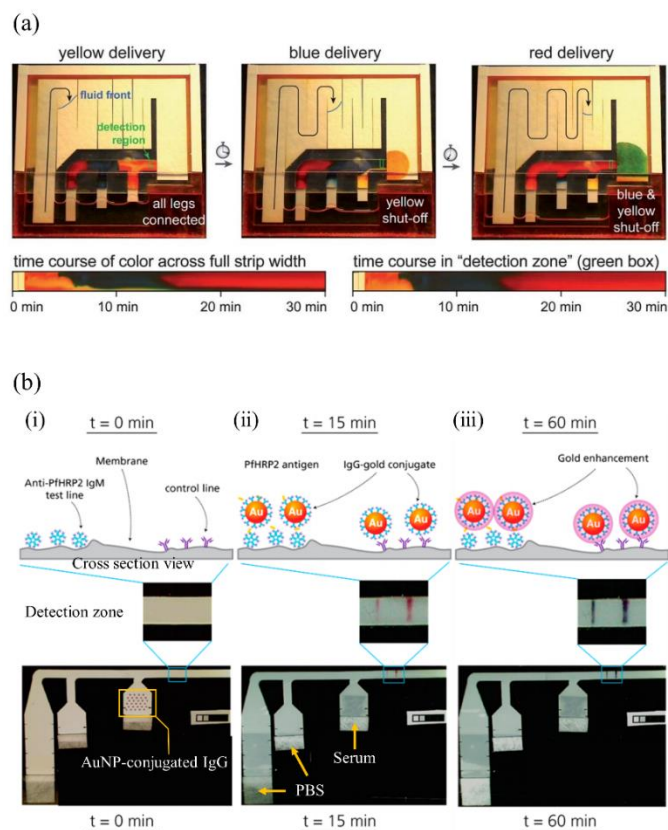 (a)
yellow delivery
blue delivery
red delivery
fluid front
detection
region
all legs
connected
yellow
shut-off
blue &
yellow
shut-off
time course of color across full strip width
time course in "detection zone" (green box)
0 min
10 min
20 min
30 min
0 min
10 min
20 min
30 min
(b)
(i)
(ii)
(iii)
t = 0 min
t = 15 min
t = 60 min
Anti-PfHRP2 IgM
test line
Membrane
control line
PfHRP2 antigen
IgG-gold conjugate
Gold enhancement
Au
Au
Au
Au
Au
Au
Au
Au
Cross section view
Detection zone
AuNP-conjugated IgG
Serum
PBS
t = 0 min
t = 15 min
t = 60 min